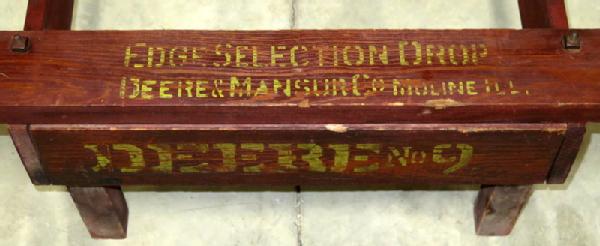 EDGE SELECTION DROP
DEERE & MANSUR CO MOLINE ILL.
DEERE No 9